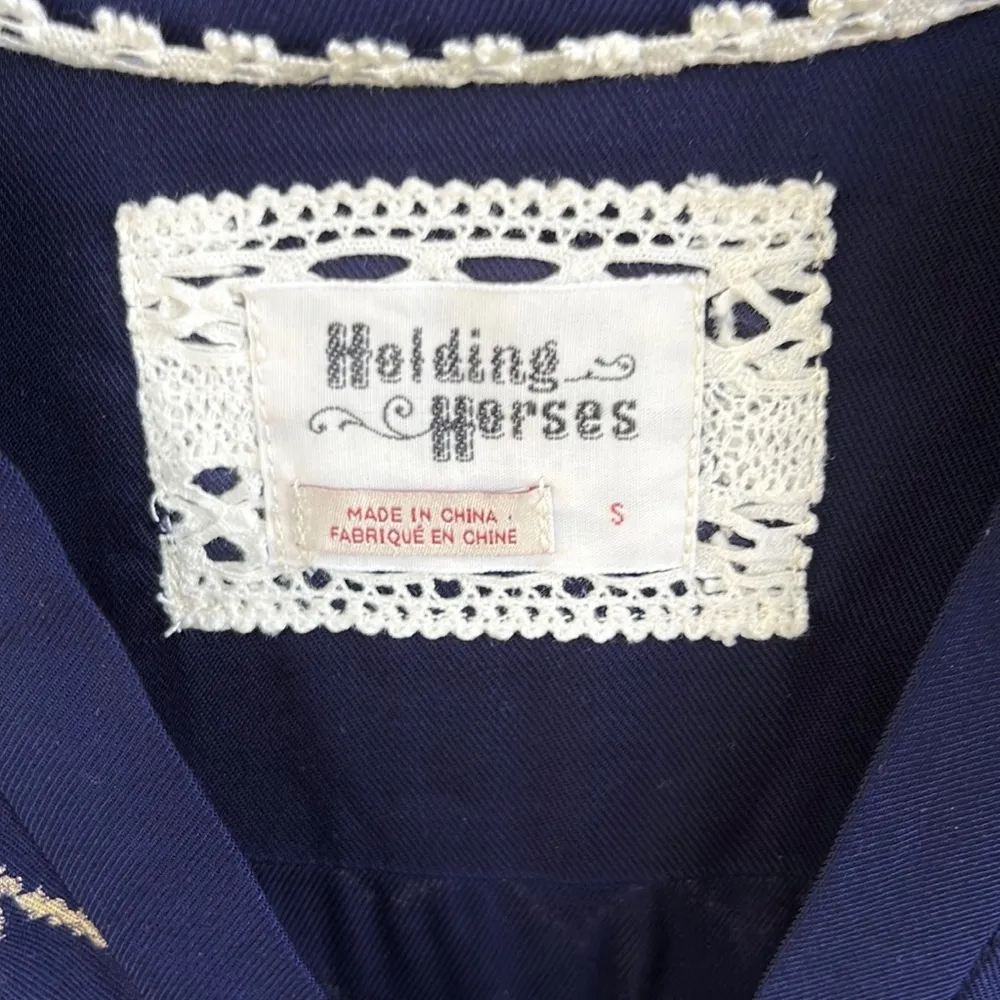 Holding
Horses
MADE IN CHINA ·
FABRIQUÉ EN CHINE
S